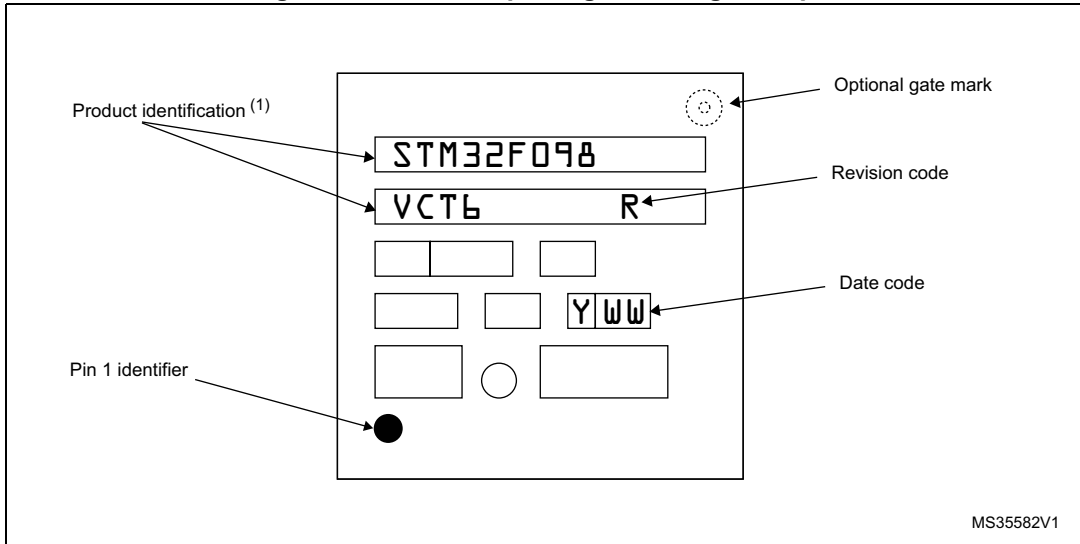 Product identification (1)
Optional gate mark
STM32F098
Revision code
VCT6 R
Date code
Y WW
Pin 1 identifier
MS35582V1